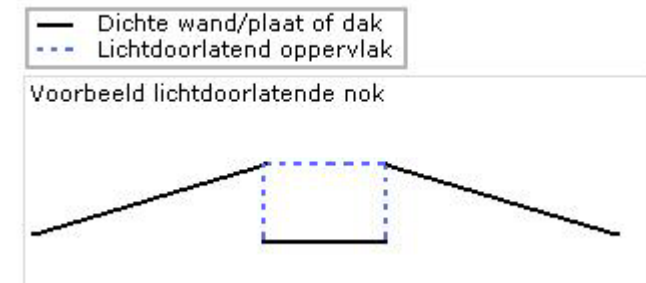 Dichte wand/plaat of dak
Lichtdoorlatend oppervlak
Voorbeeld lichtdoorlatende nok